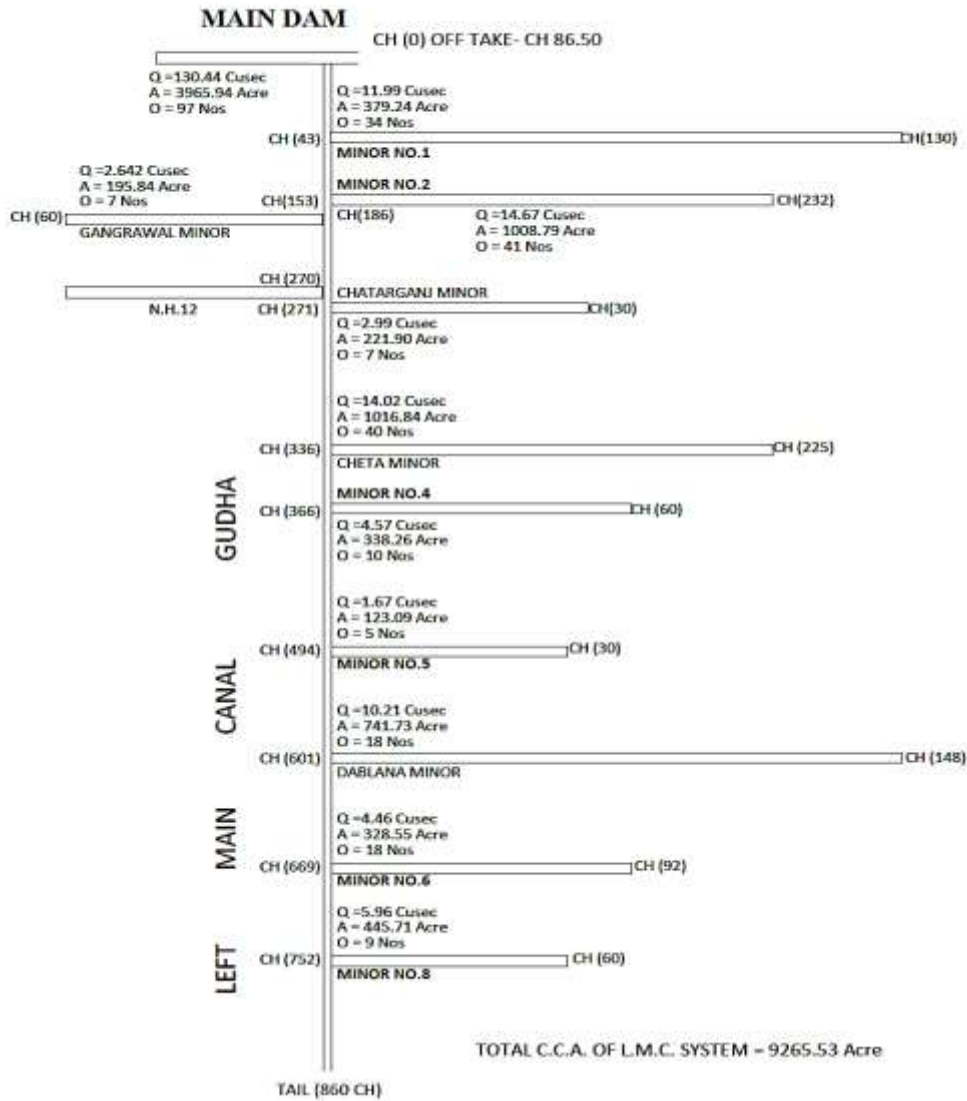 MAIN DAM
CH (0) OFF TAKE- CH 86.50
Q =130.44 Cusec
A = 3965.94 Acre
O = 97 Nos
Q =11.99 Cusec
A = 379.24 Acre
O = 34 Nos
CH (43)
CH(130)
MINOR NO.1
Q =2.642 Cusec
A = 195.84 Acre
O = 7 Nos
MINOR NO.2
CH(153)
CH(232)
CH (60)
CH(186)
GANGRAWAL MINOR
Q =14.67 Cusec
A = 1008.79 Acre
O = 41 Nos
CH (270)
CHATARGANJ MINOR
N.H.12
CH (271)
CH(30)
Q =2.99 Cusec
A = 221.90 Acre
O = 7 Nos
Q =14.02 Cusec
A = 1016.84 Acre
O = 40 Nos
CH (336)
CH (225)
CHETA MINOR
MINOR NO.4
CH (366)
CH (60)
Q =4.57 Cusec
A = 338.26 Acre
O = 10 Nos
Q =1.67 Cusec
A = 123.09 Acre
O = 5 Nos
CH (494)
CH (30)
MINOR NO.5
Q =10.21 Cusec
A = 741.73 Acre
O = 18 Nos
CH (601)
CH (148)
DABLANA MINOR
Q =4.46 Cusec
A = 328.55 Acre
O = 18 Nos
CH (669)
CH (92)
MINOR NO.6
Q =5.96 Cusec
A = 445.71 Acre
O = 9 Nos
CH (752)
CH (60)
MINOR NO.8
LEFT MAIN CANAL GUDHA
TOTAL C.C.A. OF L.M.C. SYSTEM = 9265.53 Acre
TAIL (860 CH)